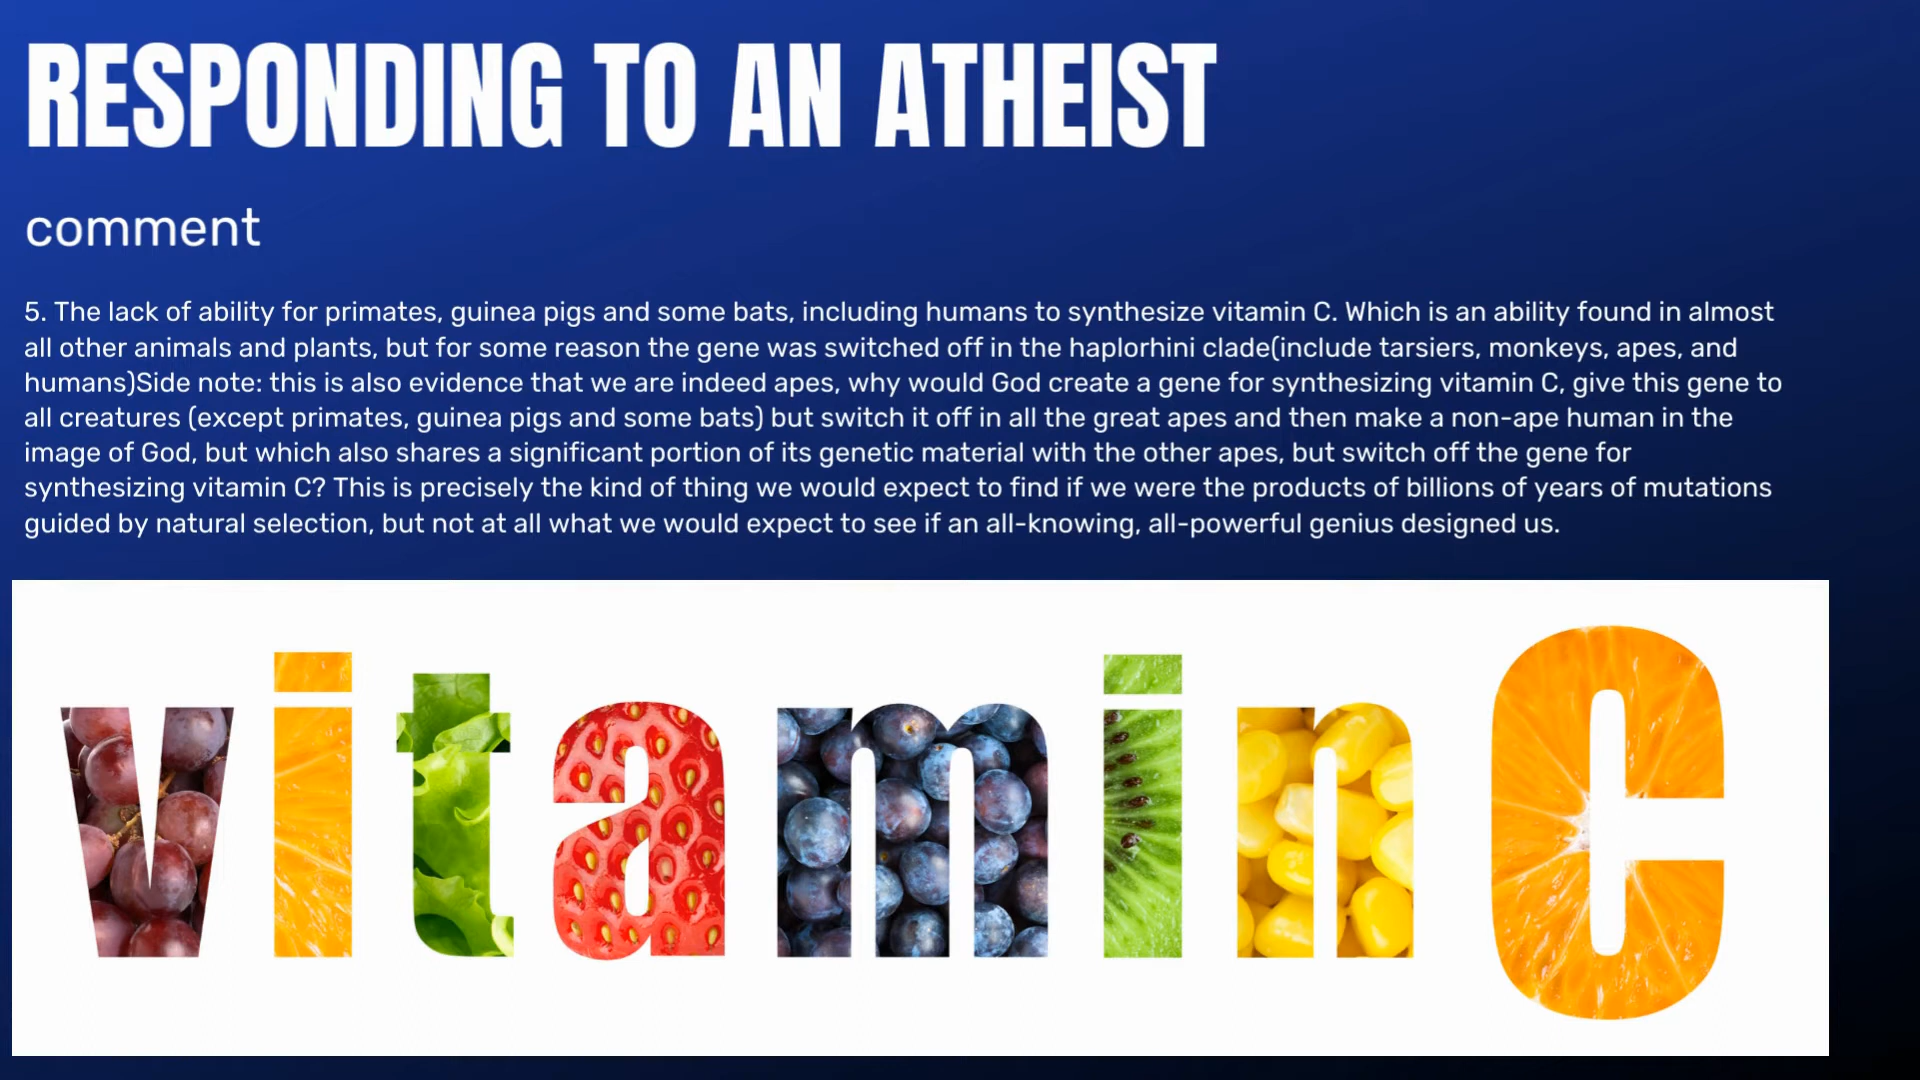 RESPONDING TO AN ATHEIST
comment
5. The lack of ability for primates, guinea pigs and some bats, including humans to synthesize vitamin C. Which is an ability found in almost
all other animals and plants, but for some reason the gene was switched off in the haplorhini clade(include tarsiers, monkeys, apes, and
humans)Side note: this is also evidence that we are indeed apes, why would God create a gene for synthesizing vitamin C, give this gene to
all creatures (except primates, guinea pigs and some bats) but switch it off in all the great apes and then make a non-ape human in the
image of God, but which also shares a significant portion of its genetic material with the other apes, but switch off the gene for
synthesizing vitamin C? This is precisely the kind of thing we would expect to find if we were the products of billions of years of mutations
guided by natural selection, but not at all what we would expect to see if an all-knowing, all-powerful genius designed us.
vitamin C